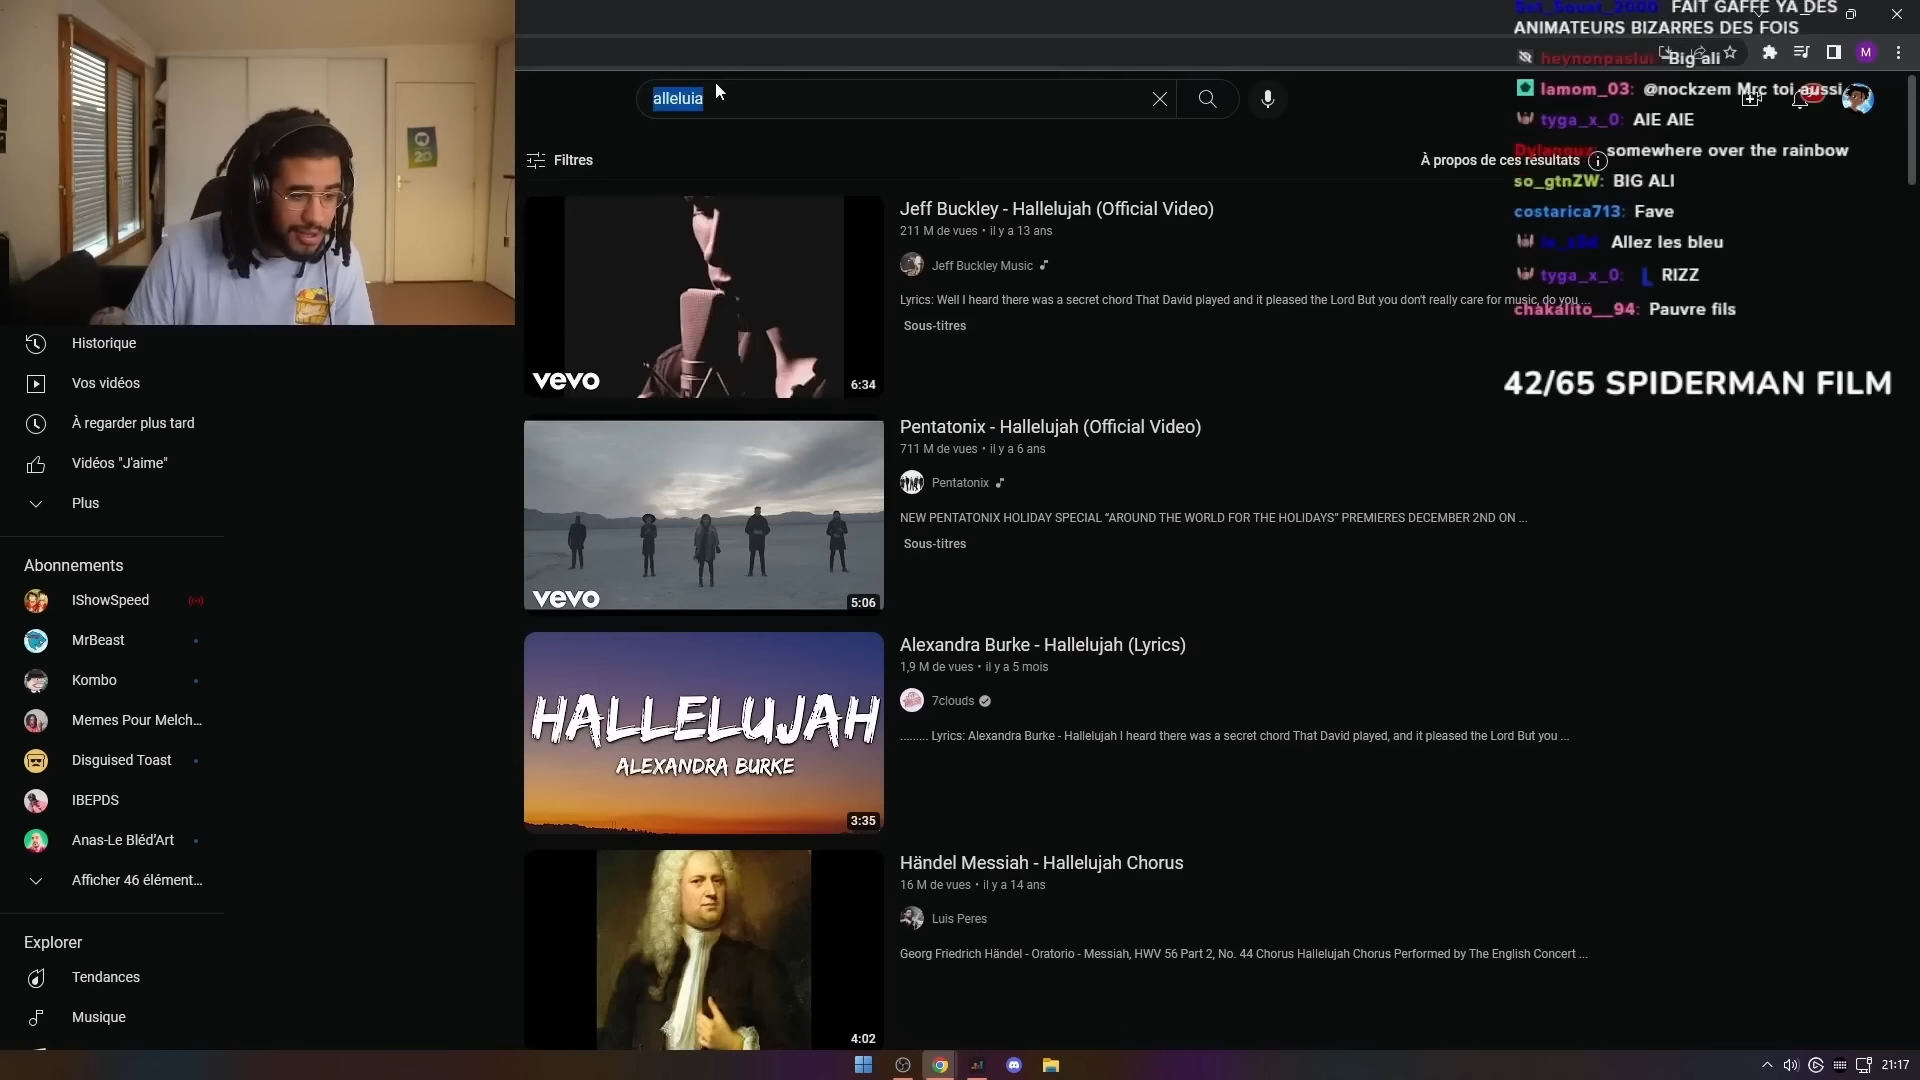 FAIT GAFFE YA DES
ANIMATEURS BIZARRES DES FOIS
Big ali
lamom_03: @nockzem Mrc toi aussi
tyga_x_0: AIE AIE
somewhere over the rainbow
so_gtnZW: BIG ALI
costarica713: Fave
Allez les bleu
tyga_x_0: L RIZZ
chakalito__94: Pauvre fils
42/65 SPIDERMAN FILM
M
alleluia
20
Filtres
À propos de ces résultats
Jeff Buckley - Hallelujah (Official Video)
211 M de vues • il y a 13 ans
Jeff Buckley Music
Lyrics: Well I heard there was a secret chord That David played and it pleased the Lord But you don't really care for music, do you ...
Sous-titres
vevo
6:34
Pentatonix - Hallelujah (Official Video)
711 M de vues • il y a 6 ans
Pentatonix
NEW PENTATONIX HOLIDAY SPECIAL “AROUND THE WORLD FOR THE HOLIDAYS” PREMIERES DECEMBER 2ND ON ...
Sous-titres
vevo
5:06
Alexandra Burke - Hallelujah (Lyrics)
1,9 M de vues • il y a 5 mois
7clouds
......... Lyrics: Alexandra Burke - Hallelujah I heard there was a secret chord That David played, and it pleased the Lord But you ...
HALLELUJAH
ALEXANDRA BURKE
3:35
Händel Messiah - Hallelujah Chorus
16 M de vues • il y a 14 ans
Luis Peres
Georg Friedrich Händel - Oratorio - Messiah, HWV 56 Part 2, No. 44 Chorus Hallelujah Chorus Performed by The English Concert ...
4:02
Historique
Vos vidéos
À regarder plus tard
Vidéos "J'aime"
Plus
Abonnements
IShowSpeed
MrBeast
Kombo
Memes Pour Melch...
Disguised Toast
IBEPDS
Anas-Le Bléd'Art
Afficher 46 élément...
Explorer
Tendances
Musique
21:17